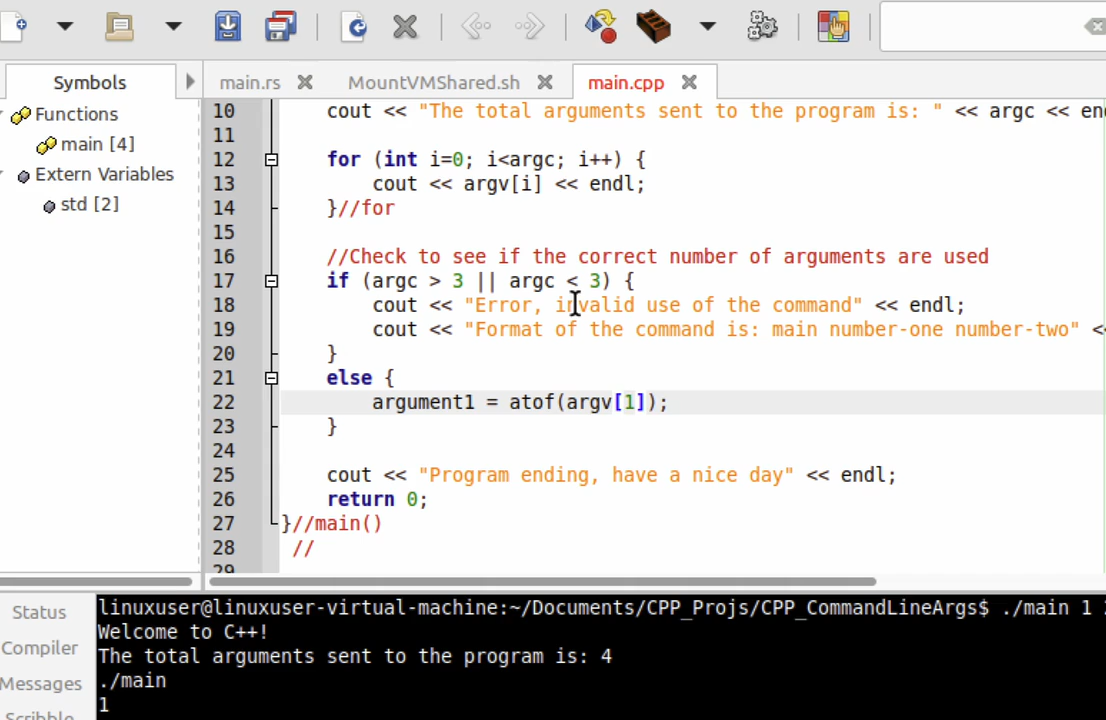 Symbols
main.rs
MountVMShared.sh
main.cpp
Functions
main [4]
Extern Variables
std [2]
10 cout << "The total arguments sent to the program is: " << argc <<
11
12 for (int i=0; i<argc; i++) {
13 cout << argv[i] << endl;
14 }//for
15
16 //Check to see if the correct number of arguments are used
17 if (argc > 3 || argc < 3) {
18 cout << "Error, invalid use of the command" << endl;
19 cout << "Format of the command is: main number-one number-two" <<
20 }
21 else {
22 argument1 = atof(argv[1]);
23 }
24
25 cout << "Program ending, have a nice day" << endl;
26 return 0;
27 }//main()
28 //
29
Status
Compiler
Messages
Scribble
linuxuser@linuxuser-virtual-machine:~/Documents/CPP_Projs/CPP_CommandLineArgs$ ./main 1
Welcome to C++!
The total arguments sent to the program is: 4
./main
1